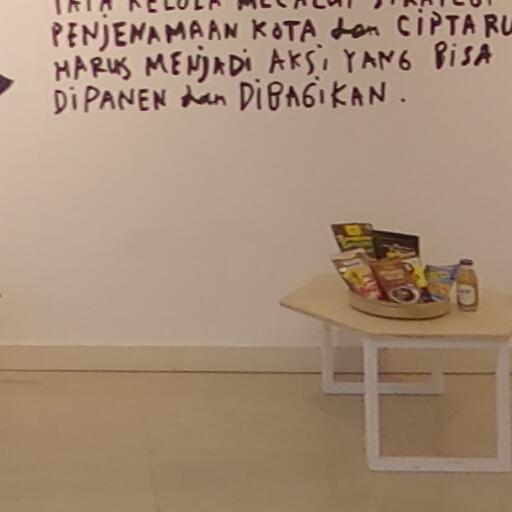 TATA KELOLA MELALUI STRATEGI
PENJENAMAAN KOTA dan CIPTARU
HARUS MENJADI AKSI YANG BISA
DIPANEN dan DIBAGIKAN.